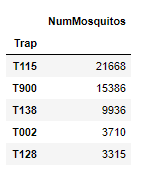 NumMosquitos
Trap
T115 21668
T900 15386
T138 9936
T002 3710
T128 3315